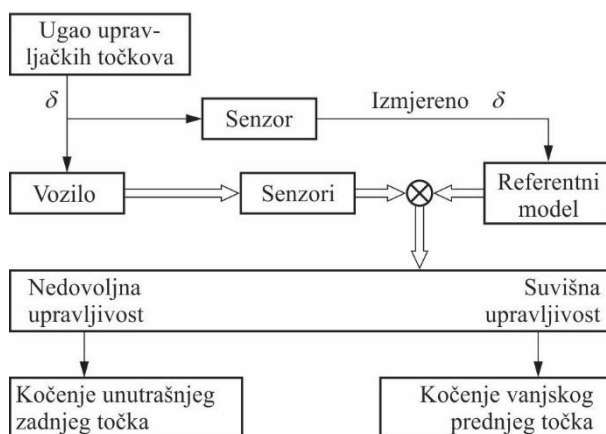 Ugao uprav-
ljačkih točkova
δ
Senzor
Izmjereno δ
Vozilo
Senzori
Referentni
model
Nedovoljna
upravljivost
Suvišna
upravljivost
Kočenje unutrašnjeg
zadnjeg točka
Kočenje vanjskog
prednjeg točka